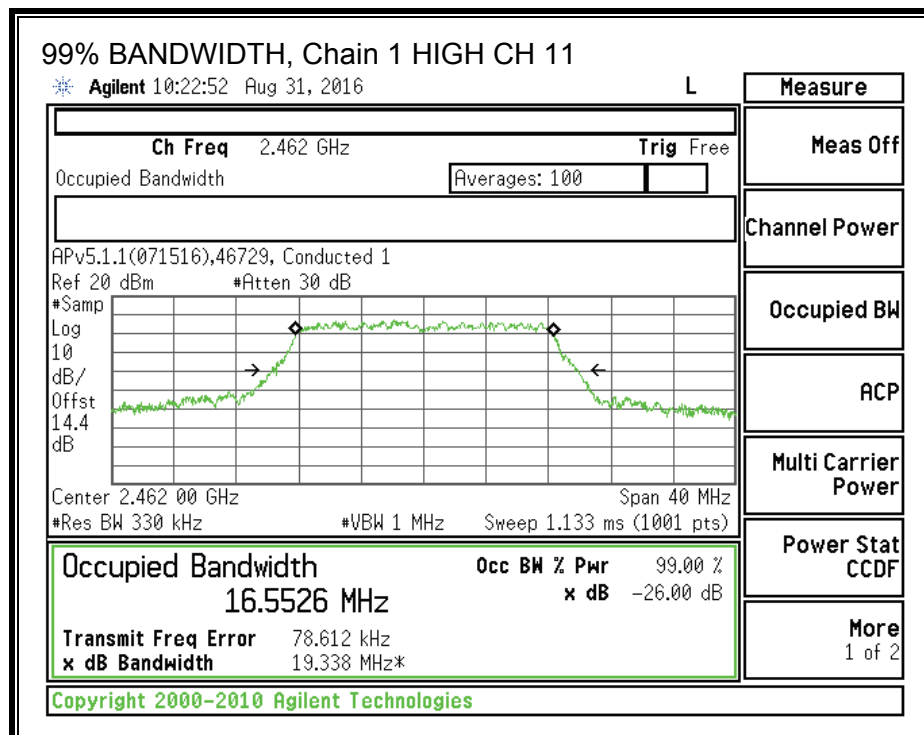 99% BANDWIDTH, Chain 1 HIGH CH 11
Agilent 10:22:52 Aug 31, 2016 L
Measure
Ch Freq 2.462 GHz Trig Free
Meas Off
Occupied Bandwidth Averages: 100
Channel Power
APv5.1.1(071516),46729, Conducted 1
Ref 20 dBm #Atten 30 dB
#Samp
Log
10
dB/
Offst
14.4
dB
Occupied BW
ACP
Multi Carrier
Power
Center 2.462 00 GHz Span 40 MHz
#Res BW 330 kHz #VBW 1 MHz Sweep 1.133 ms (1001 pts)
Power Stat
CCDF
Occupied Bandwidth Occ BW % Pwr 99.00 %
16.5526 MHz x dB -26.00 dB
Transmit Freq Error 78.612 kHz
x dB Bandwidth 19.338 MHz*
More
1 of 2
Copyright 2000-2010 Agilent Technologies